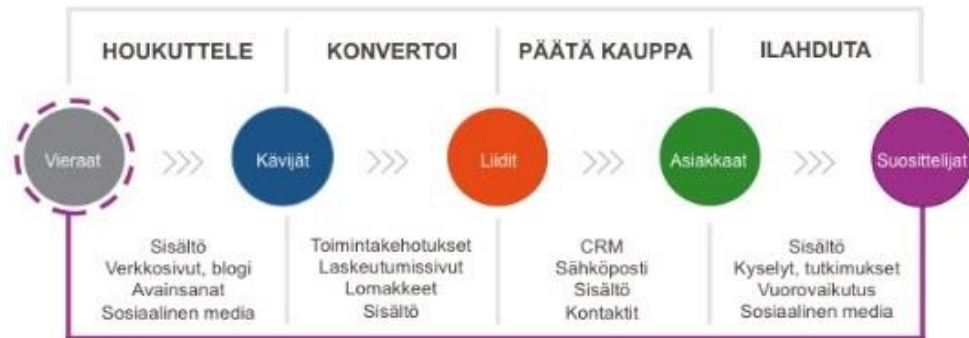 HOUKUTTELE
KONVERTOI
PÄÄTÄ KAUPPA
ILAHDUTA
Vieraat
Kävijät
Liidit
Asiakkaat
Suosittelijat
Sisältö
Verkkosivut, blogi
Avainsanat
Sosiaalinen media
Toimintakehotukset
Laskeutumissivut
Lomakkeet
Sisältö
CRM
Sähköposti
Sisältö
Kontaktit
Sisältö
Kyselyt, tutkimukset
Vuorovaikutus
Sosiaalinen media